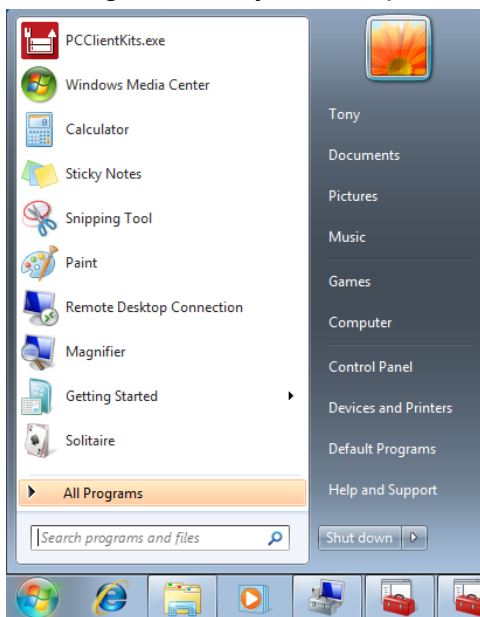 PCClientKits.exe
Windows Media Center
Calculator
Sticky Notes
Snipping Tool
Paint
Remote Desktop Connection
Magnifier
Getting Started
Solitaire
All Programs
Search programs and files
Tony
Documents
Pictures
Music
Games
Computer
Control Panel
Devices and Printers
Default Programs
Help and Support
Shut down